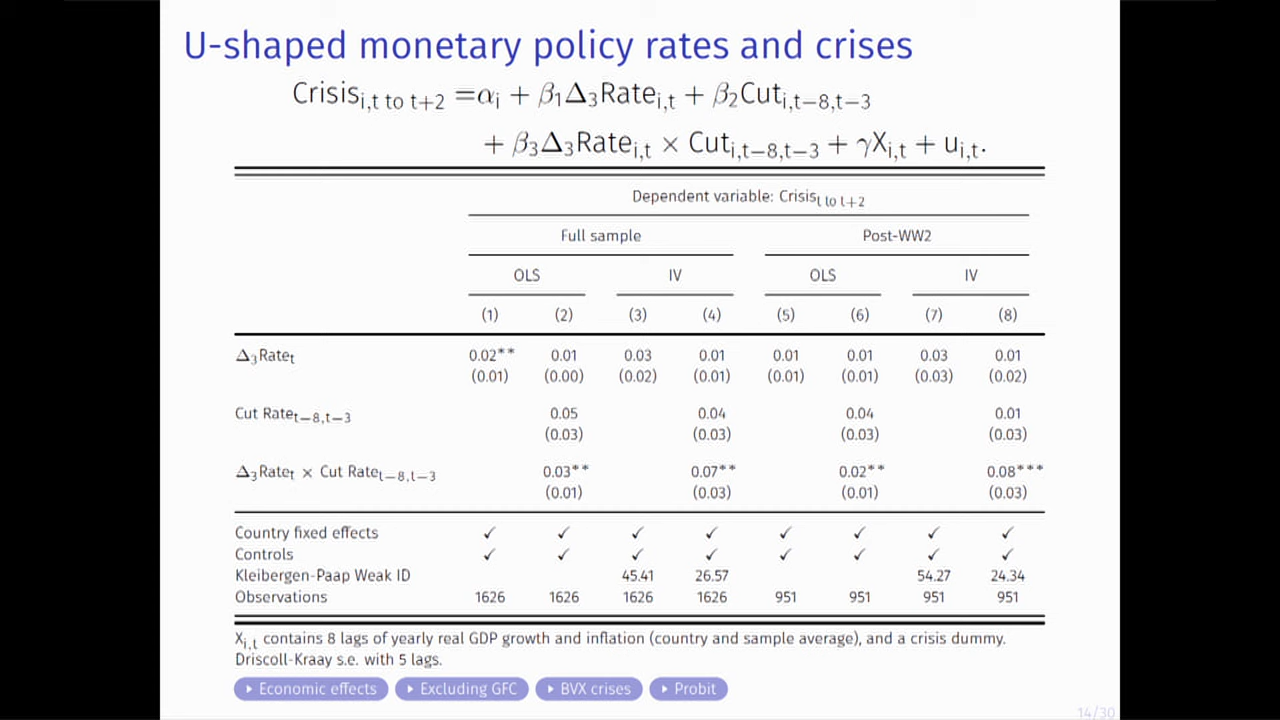 U-shaped monetary policy rates and crises
Crisis_{i,t to t+2} =α_i + β_1Δ_3Rate_{i,t} + β_2Cut_{i,t−8,t−3}
+ β_3Δ_3Rate_{i,t} × Cut_{i,t−8,t−3} + γX_{i,t} + u_{i,t}.
Dependent variable: Crisis_{t to t+2}
Full sample Post-WW2
OLS IV OLS IV
(1) (2) (3) (4) (5) (6) (7) (8)
Δ_3Rate_t 0.02** 0.01 0.03 0.01 0.01 0.01 0.03 0.01
(0.01) (0.00) (0.02) (0.01) (0.01) (0.01) (0.03) (0.02)
Cut Rate_{t−8,t−3} 0.05 0.04 0.04 0.01
(0.03) (0.03) (0.03) (0.03)
Δ_3Rate_t × Cut Rate_{t−8,t−3} 0.03** 0.07** 0.02** 0.08***
(0.01) (0.03) (0.01) (0.03)
Country fixed effects ✓ ✓ ✓ ✓ ✓ ✓ ✓ ✓
Controls ✓ ✓ ✓ ✓ ✓ ✓ ✓ ✓
Kleibergen-Paap Weak ID 45.41 26.57 54.27 24.34
Observations 1626 1626 1626 1626 951 951 951 951
X_{i,t} contains 8 lags of yearly real GDP growth and inflation (country and sample average), and a crisis dummy.
Driscoll-Kraay s.e. with 5 lags.
Economic effects Excluding GFC BVX crises Probit
14/30